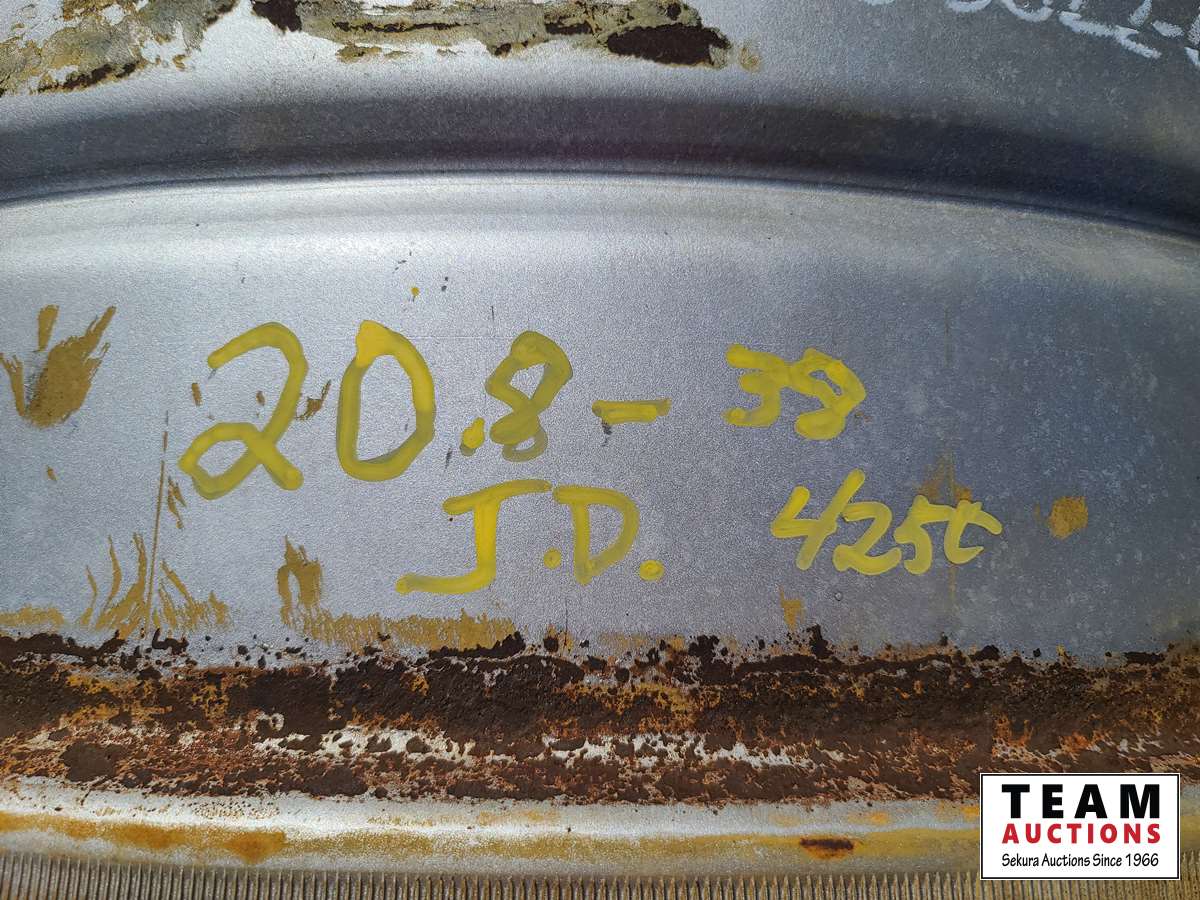 20.8-38
J.D. 425t
TEAM
AUCTIONS
Sekura Auctions Since 1966